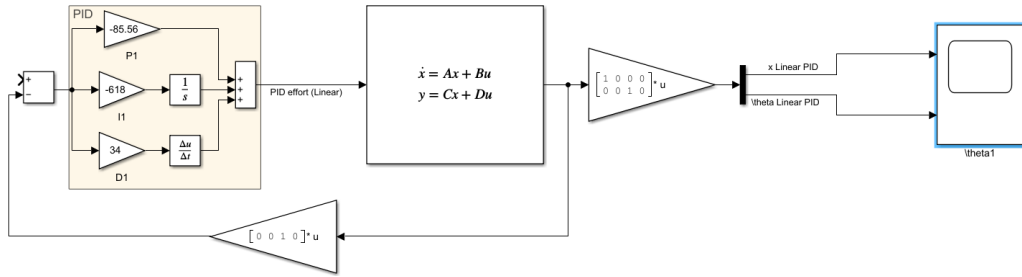 PID
-85.56
P1
+
−
-618
I1
1
s
+
+
+
34
D1
Δu
Δt
PID effort (Linear)
ẋ = Ax + Bu
y = Cx + Du
[1 0 0 0
0 0 1 0]* u
x Linear PID
\theta Linear PID
\theta1
[0 0 1 0]* u